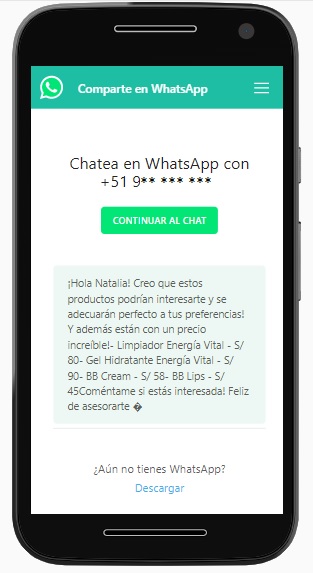 Comparte en WhatsApp
Chatea en WhatsApp con
+51 9** *** ***
CONTINUAR AL CHAT
¡Hola Natalia! Creo que estos
productos podrían interesarte y se
adecuarán perfecto a tus preferencias!
Y además están con un precio
increíble!- Limpiador Energía Vital - S/
80- Gel Hidratante Energía Vital - S/
90- BB Cream - S/ 58- BB Lips - S/
45Coméntame si estás interesada! Feliz
de asesorarte �
¿Aún no tienes WhatsApp?
Descargar